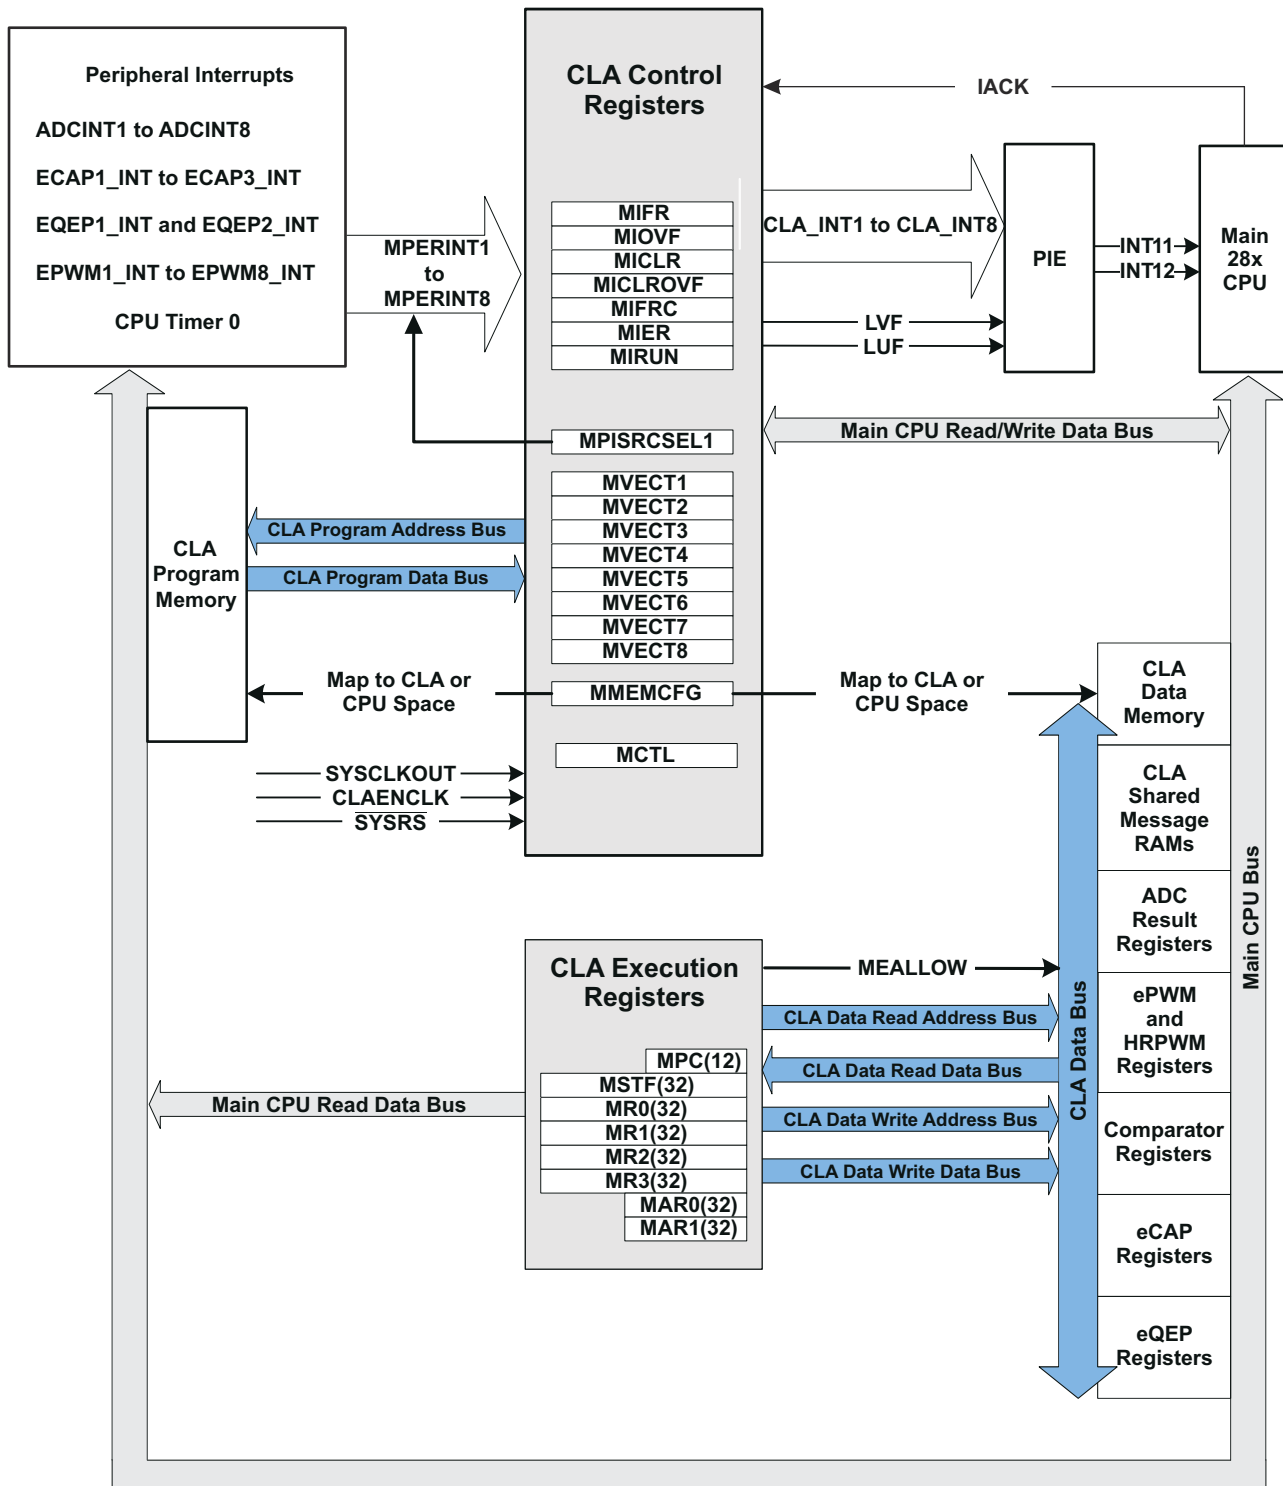 Peripheral Interrupts
ADCINT1 to ADCINT8
ECAP1_INT to ECAP3_INT
EQEP1_INT and EQEP2_INT
EPWM1_INT to EPWM8_INT
CPU Timer 0
MPERINT1
to
MPERINT8
CLA Control
Registers
MIFR
MIOVF
MICLR
MICLROVF
MIFRC
MIER
MIRUN
MPISRCSEL1
MVECT1
MVECT2
MVECT3
MVECT4
MVECT5
MVECT6
MVECT7
MVECT8
MMEMCFG
MCTL
IACK
CLA_INT1 to CLA_INT8
LVF
LUF
PIE
INT11
INT12
Main
28x
CPU
Main CPU Read/Write Data Bus
CLA Program Address Bus
CLA Program Data Bus
CLA
Program
Memory
Map to CLA or
CPU Space
Map to CLA or
CPU Space
SYSCLKOUT
CLAENCLK
SYSRS
CLA
Data
Memory
CLA
Shared
Message
RAMs
ADC
Result
Registers
ePWM
and
HRPWM
Registers
Comparator
Registers
eCAP
Registers
eQEP
Registers
Main CPU Bus
CLA Data Bus
CLA Execution
Registers
MPC(12)
MSTF(32)
MR0(32)
MR1(32)
MR2(32)
MR3(32)
MAR0(32)
MAR1(32)
MEALLOW
CLA Data Read Address Bus
CLA Data Read Data Bus
CLA Data Write Address Bus
CLA Data Write Data Bus
Main CPU Read Data Bus